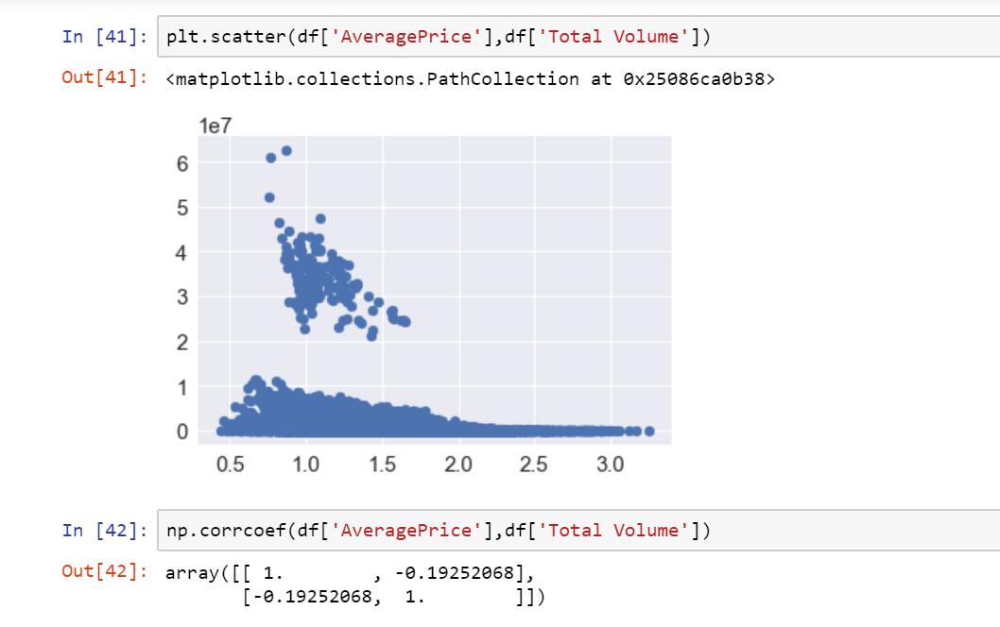 In [41]: plt.scatter(df['AveragePrice'],df['Total Volume'])
Out[41]: <matplotlib.collections.PathCollection at 0x25086ca0b38>
1e7
6
5
4
3
2
1
0
0.5 1.0 1.5 2.0 2.5 3.0
In [42]: np.corrcoef(df['AveragePrice'],df['Total Volume'])
Out[42]: array([[ 1.        , -0.19252068],
       [-0.19252068,  1.        ]])